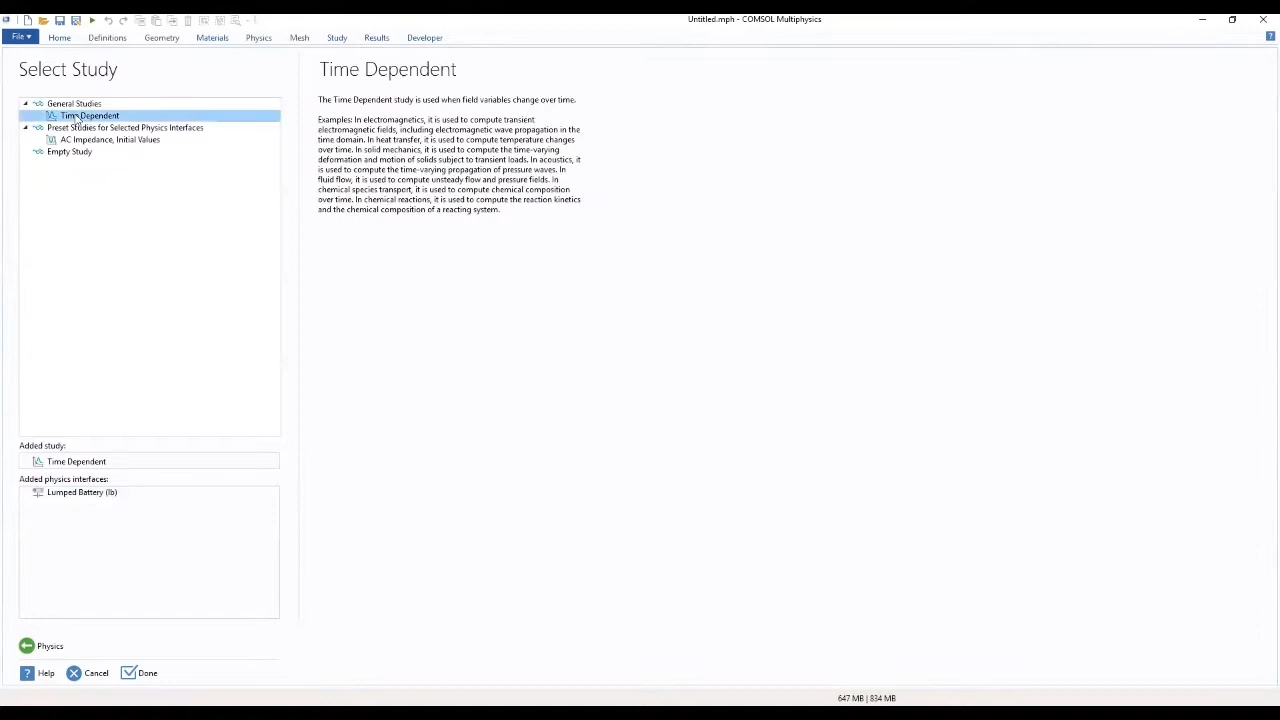 Untitled.mph - COMSOL Multiphysics
File Home Definitions Geometry Materials Physics Mesh Study Results Developer
Select Study
General Studies
Time Dependent
Preset Studies for Selected Physics Interfaces
AC Impedance, Initial Values
Empty Study
Added study:
Time Dependent
Added physics interfaces:
Lumped Battery (lb)
Physics
? Help Cancel Done
Time Dependent
The Time Dependent study is used when field variables change over time.
Examples: In electromagnetics, it is used to compute transient
electromagnetic fields, including electromagnetic wave propagation in the
time domain. In heat transfer, it is used to compute temperature changes
over time. In solid mechanics, it is used to compute the time-varying
deformation and motion of solids subject to transient loads. In acoustics, it
is used to compute the time-varying propagation of pressure waves. In
fluid flow, it is used to compute unsteady flow and pressure fields. In
chemical species transport, it is used to compute chemical composition
over time. In chemical reactions, it is used to compute the reaction kinetics
and the chemical composition of a reacting system.
647 MB | 834 MB